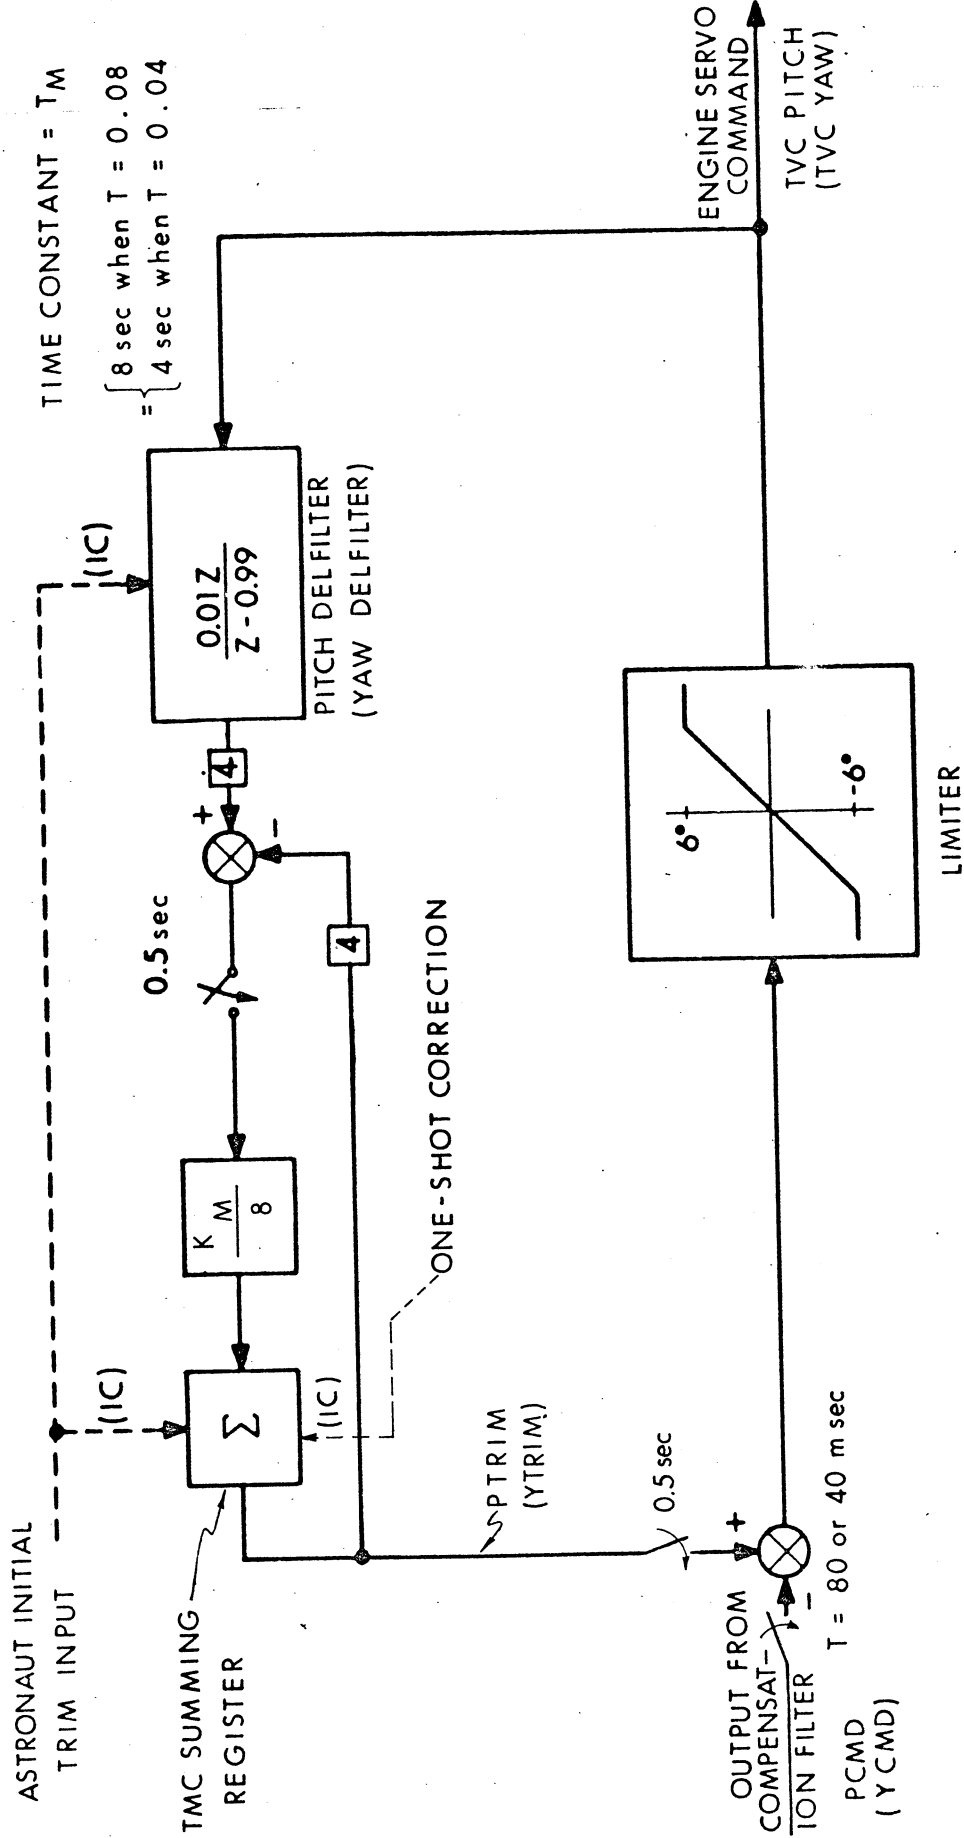 ASTRONAUT INITIAL
TRIM INPUT
(IC)
(IC)
TIME CONSTANT = TM
= { 8 sec when T = 0.08
4 sec when T = 0.04
TMC SUMMING
REGISTER
Σ
(IC)
K M
8
0.5 sec
+
-
4
4
0.01Z
Z - 0.99
PITCH DELFILTER
(YAW DELFILTER)
ONE-SHOT CORRECTION
PTRIM
(YTRIM)
0.5 sec
+
-
OUTPUT FROM
COMPENSAT-
ION FILTER
PCMD
(YCMD)
T = 80 or 40 msec
6°
-6°
LIMITER
ENGINE SERVO
COMMAND
TVC PITCH
(TVC YAW)